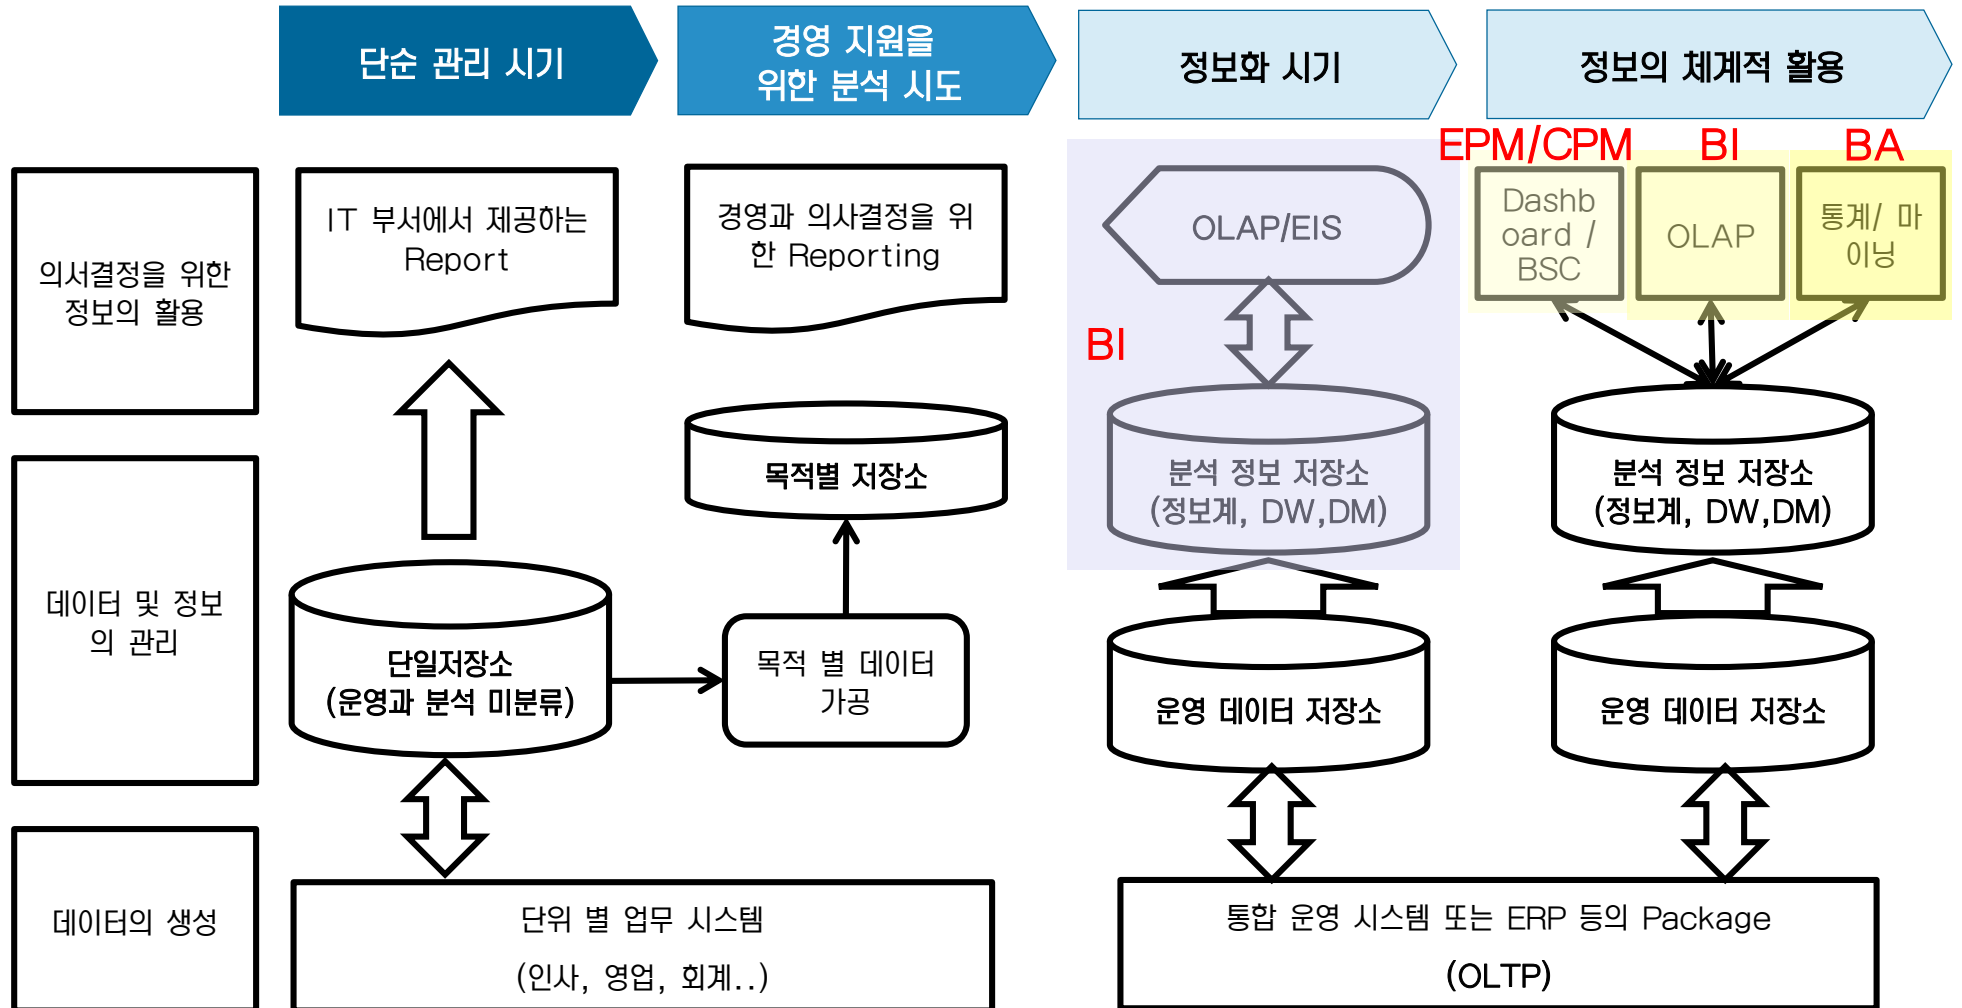 단순 관리 시기
경영 지원을
위한 분석 시도
정보화 시기
정보의 체계적 활용
의서결정을 위한
정보의 활용
IT 부서에서 제공하는
Report
경영과 의사결정을 위
한 Reporting
OLAP/EIS
BI
EPM/CPM
BI
BA
Dashb
oard /
BSC
OLAP
통계/ 마
이닝
데이터 및 정보
의 관리
단일저장소
(운영과 분석 미분류)
목적별 저장소
목적 별 데이터
가공
분석 정보 저장소
(정보계, DW,DM)
운영 데이터 저장소
분석 정보 저장소
(정보계, DW,DM)
운영 데이터 저장소
데이터의 생성
단위 별 업무 시스템
(인사, 영업, 회계..)
통합 운영 시스템 또는 ERP 등의 Package
(OLTP)